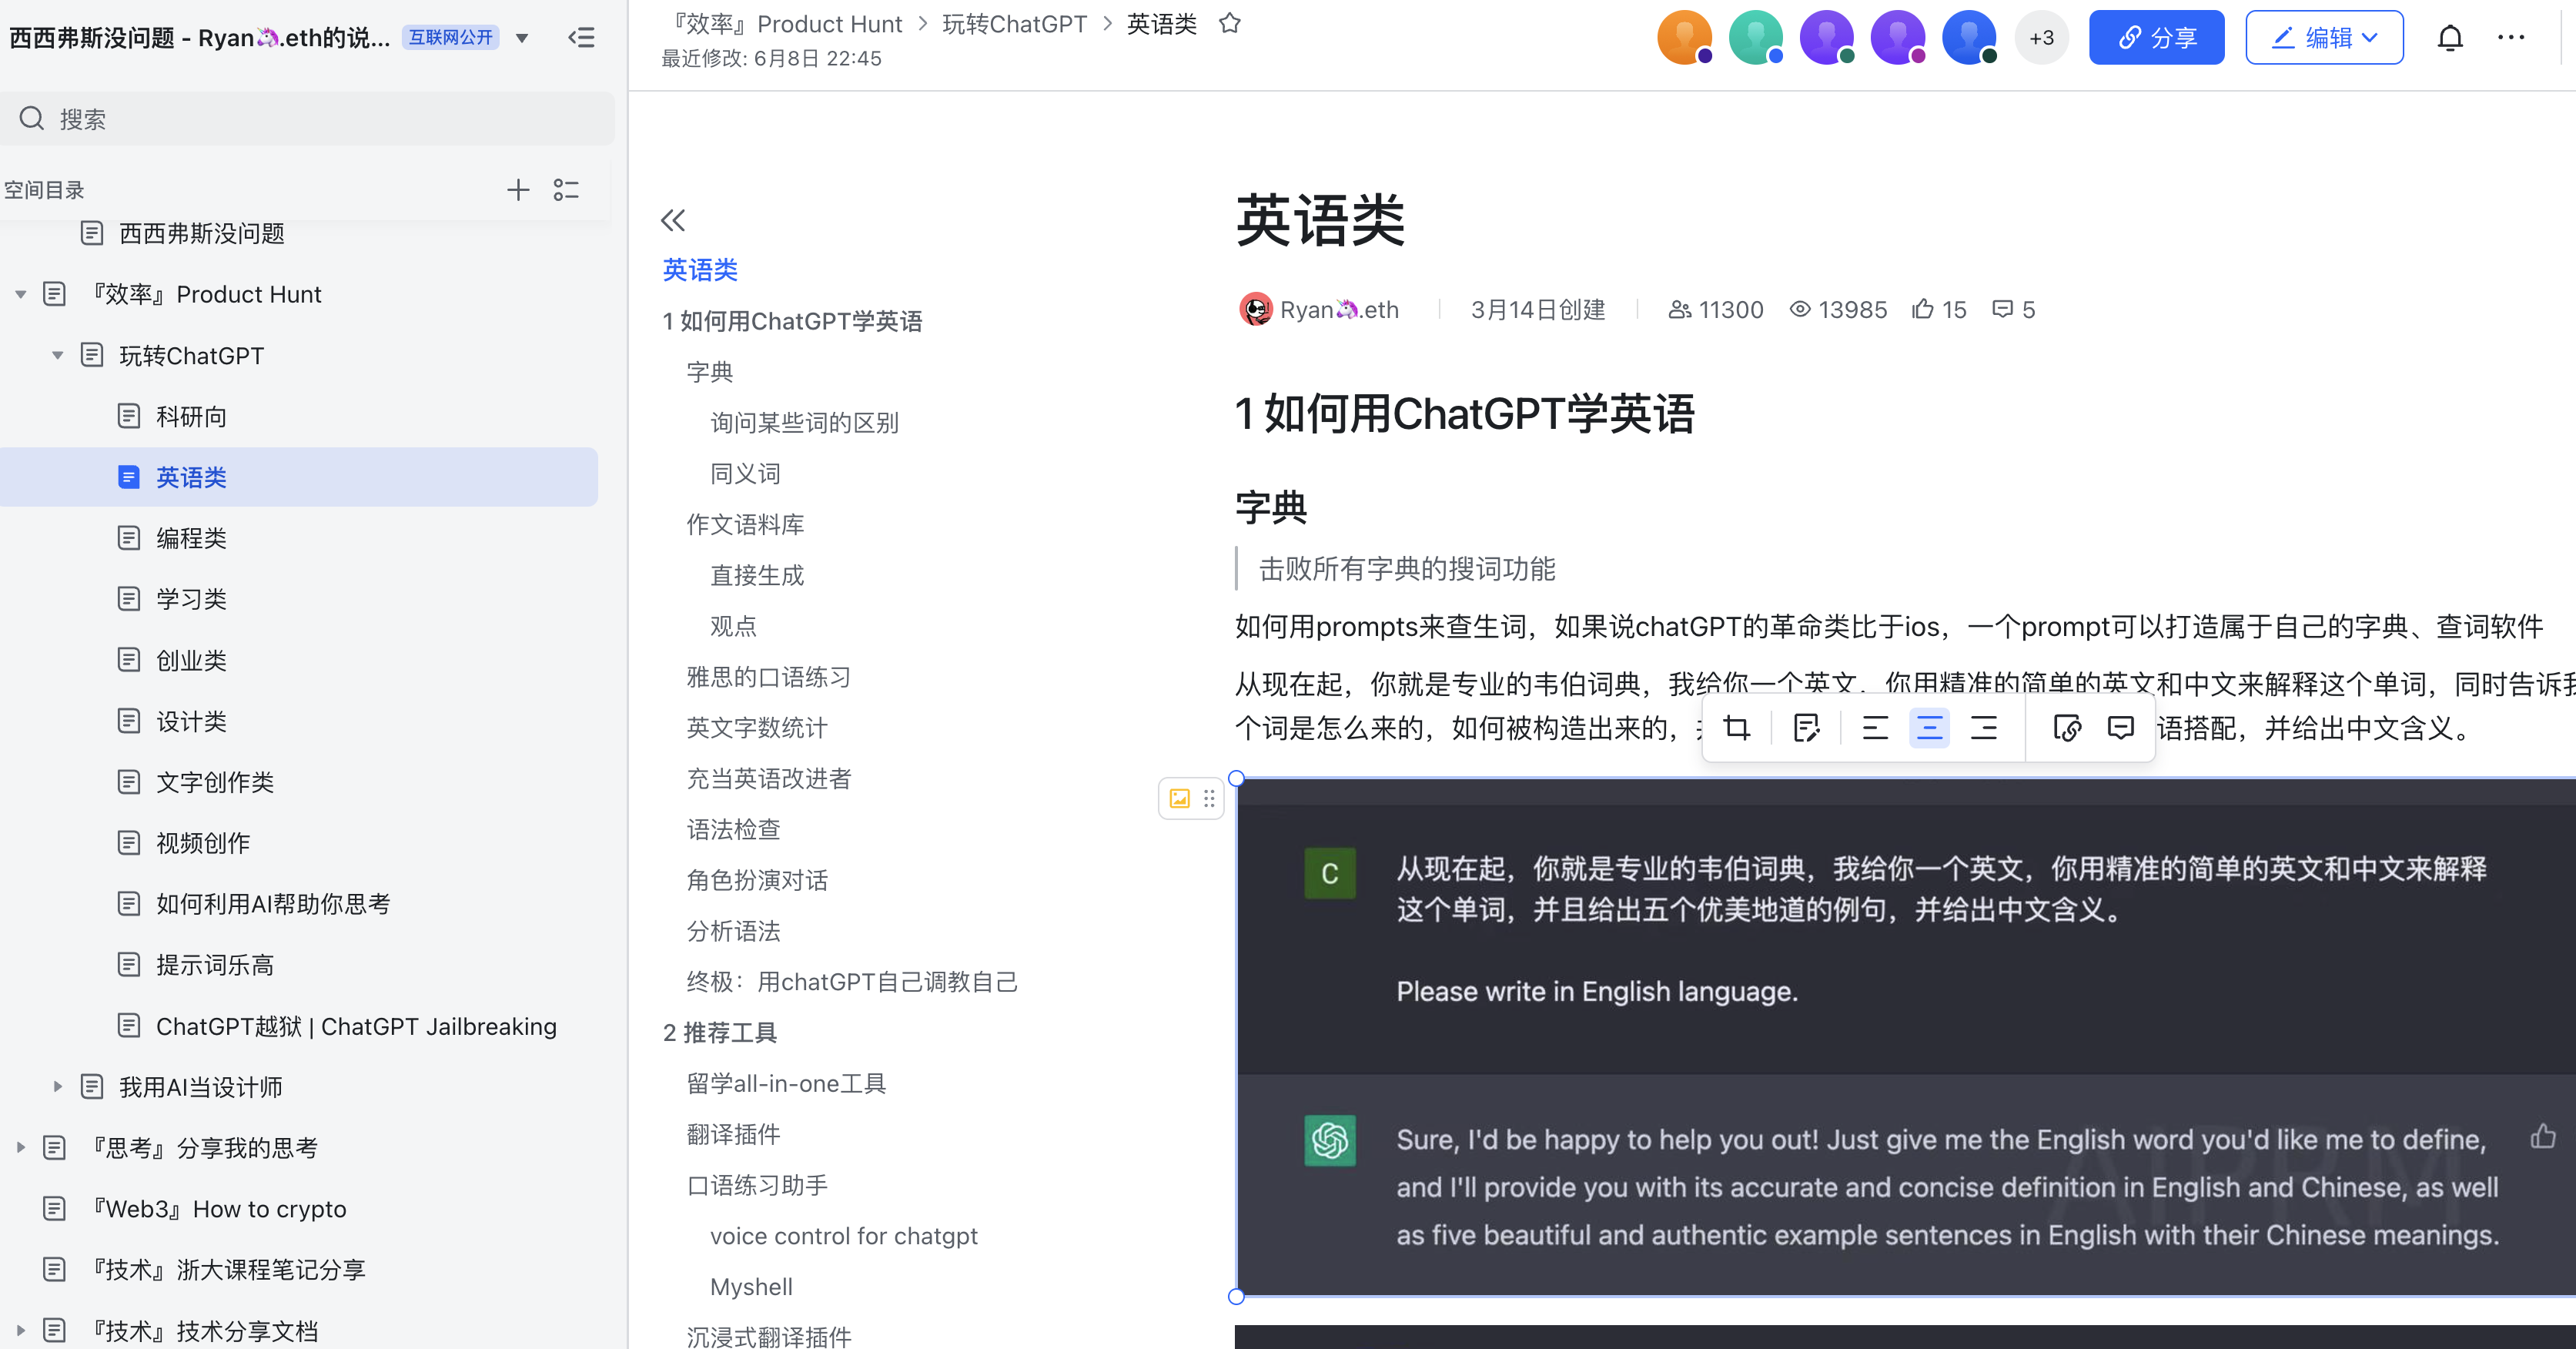 西西弗斯没问题 - Ryan🦄.eth的说... 互联网公开
搜索
空间目录
西西弗斯没问题
『效率』Product Hunt
玩转ChatGPT
科研向
英语类
编程类
学习类
创业类
设计类
文字创作类
视频创作
如何利用AI帮助你思考
提示词乐高
ChatGPT越狱 | ChatGPT Jailbreaking
我用AI当设计师
『思考』分享我的思考
『Web3』How to crypto
『技术』浙大课程笔记分享
『技术』技术分享文档
『效率』Product Hunt > 玩转ChatGPT > 英语类
最近修改: 6月8日 22:45
+3
分享
编辑
英语类
1 如何用ChatGPT学英语
字典
询问某些词的区别
同义词
作文语料库
直接生成
观点
雅思的口语练习
英文字数统计
充当英语改进者
语法检查
角色扮演对话
分析语法
终极：用chatGPT自己调教自己
2 推荐工具
留学all-in-one工具
翻译插件
口语练习助手
voice control for chatgpt
Myshell
沉浸式翻译插件
英语类
Ryan🦄.eth 3月14日创建 11300 13985 15 5
1 如何用ChatGPT学英语
字典
击败所有字典的搜词功能
如何用prompts来查生词，如果说chatGPT的革命类比于ios，一个prompt可以打造属于自己的字典、查词软件
从现在起，你就是专业的韦伯词典，我给你一个英文，你用精准的简单的英文和中文来解释这个单词，同时告诉
个词是怎么来的，如何被构造出来的， 语搭配，并给出中文含义。
C
从现在起，你就是专业的韦伯词典，我给你一个英文，你用精准的简单的英文和中文来解释
这个单词，并且给出五个优美地道的例句，并给出中文含义。
Please write in English language.
Sure, I'd be happy to help you out! Just give me the English word you'd like me to define,
and I'll provide you with its accurate and concise definition in English and Chinese, as well
as five beautiful and authentic example sentences in English with their Chinese meanings.
AIPRM